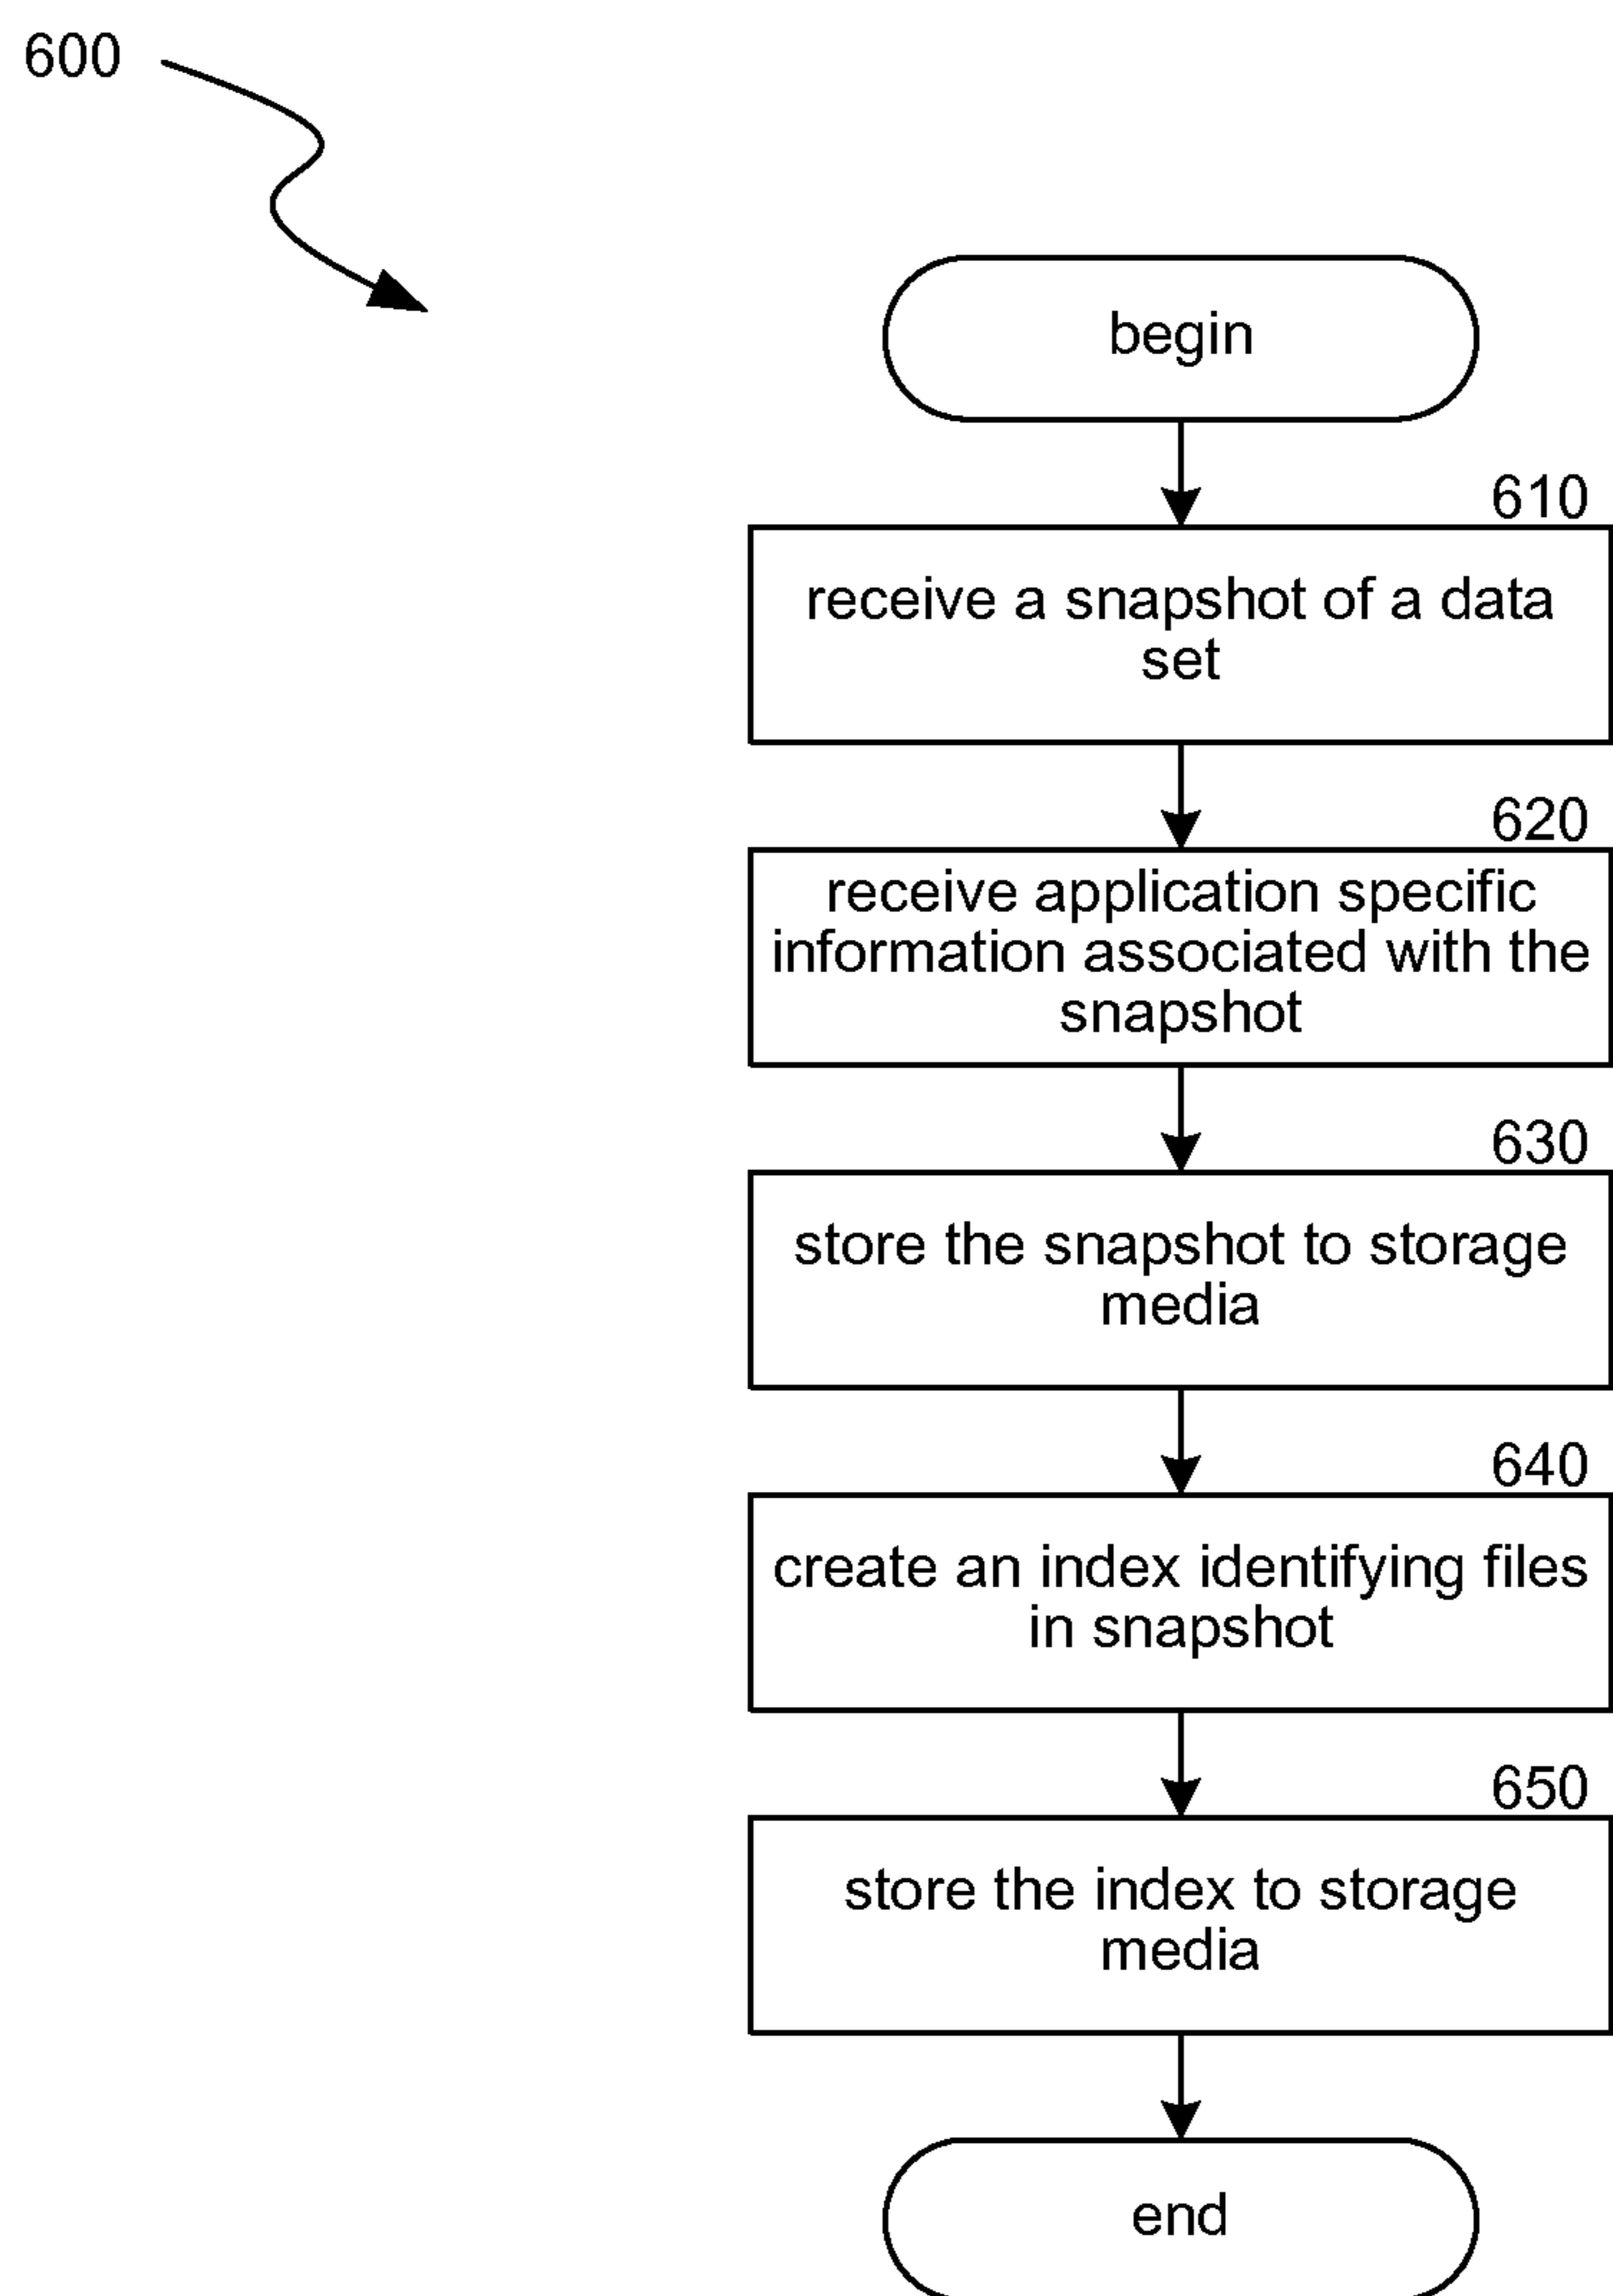 600
begin
610
receive a snapshot of a data
set
620
receive application specific
information associated with the
snapshot
630
store the snapshot to storage
media
640
create an index identifying files
in snapshot
650
store the index to storage
media
end